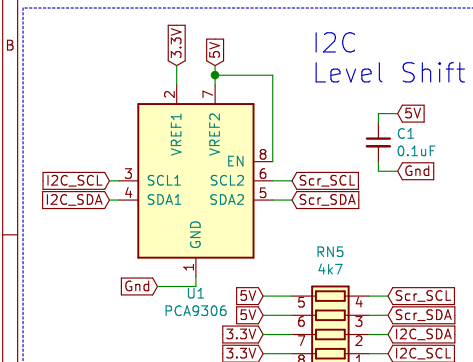 B
I2C
Level Shift
3.3V
5V
2
7
VREF1
VREF2
EN
8
I2C_SCL
3
SCL1
SCL2
6
Scr_SCL
I2C_SDA
4
SDA1
SDA2
5
Scr_SDA
GND
1
Gnd
U1
PCA9306
5V
C1
0.1uF
Gnd
RN5
4k7
5V
5
4
Scr_SCL
5V
6
3
Scr_SDA
3.3V
7
2
I2C_SDA
3.3V
8
1
I2C_SCL